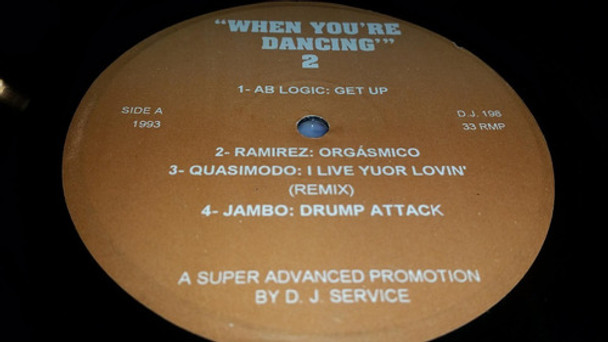 "WHEN YOU'RE
DANCING'"
2
1- AB LOGIC: GET UP
SIDE A
1993
D.J. 198
33 RMP
2- RAMIREZ: ORGÁSMICO
3- QUASIMODO: I LIVE YUOR LOVIN'
(REMIX)
4- JAMBO: DRUMP ATTACK
A SUPER ADVANCED PROMOTION
BY D. J. SERVICE